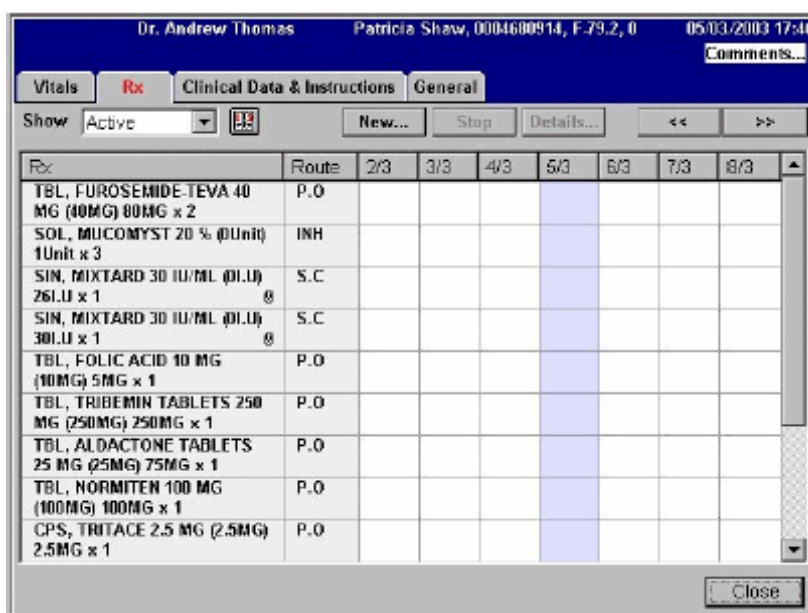 Dr. Andrew Thomas Patricia Shaw, 0004680914, F-79.2, 0 05/03/2003 17:4
Comments...
Vitals Rx Clinical Data & Instructions General
Show Active New... Stop Details... << >>
Rx Route 2/3 3/3 4/3 5/3 6/3 7/3 8/3
TBL, FUROSEMIDE-TEVA 40 P.O
MG (40MG) 80MG x 2
SOL, MUCOMYST 20 % (0Unit) INH
1Unit x 3
SIN, MIXTARD 30 IU/ML (0I.U) S.C
26I.U x 1
SIN, MIXTARD 30 IU/ML (0I.U) S.C
30I.U x 1
TBL, FOLIC ACID 10 MG P.O
(10MG) 5MG x 1
TBL, TRIBEMIN TABLETS 250 P.O
MG (250MG) 250MG x 1
TBL, ALDACTONE TABLETS P.O
25 MG (25MG) 75MG x 1
TBL, NORMITEN 100 MG P.O
(100MG) 100MG x 1
CPS, TRITACE 2.5 MG (2.5MG) P.O
2.5MG x 1
Close